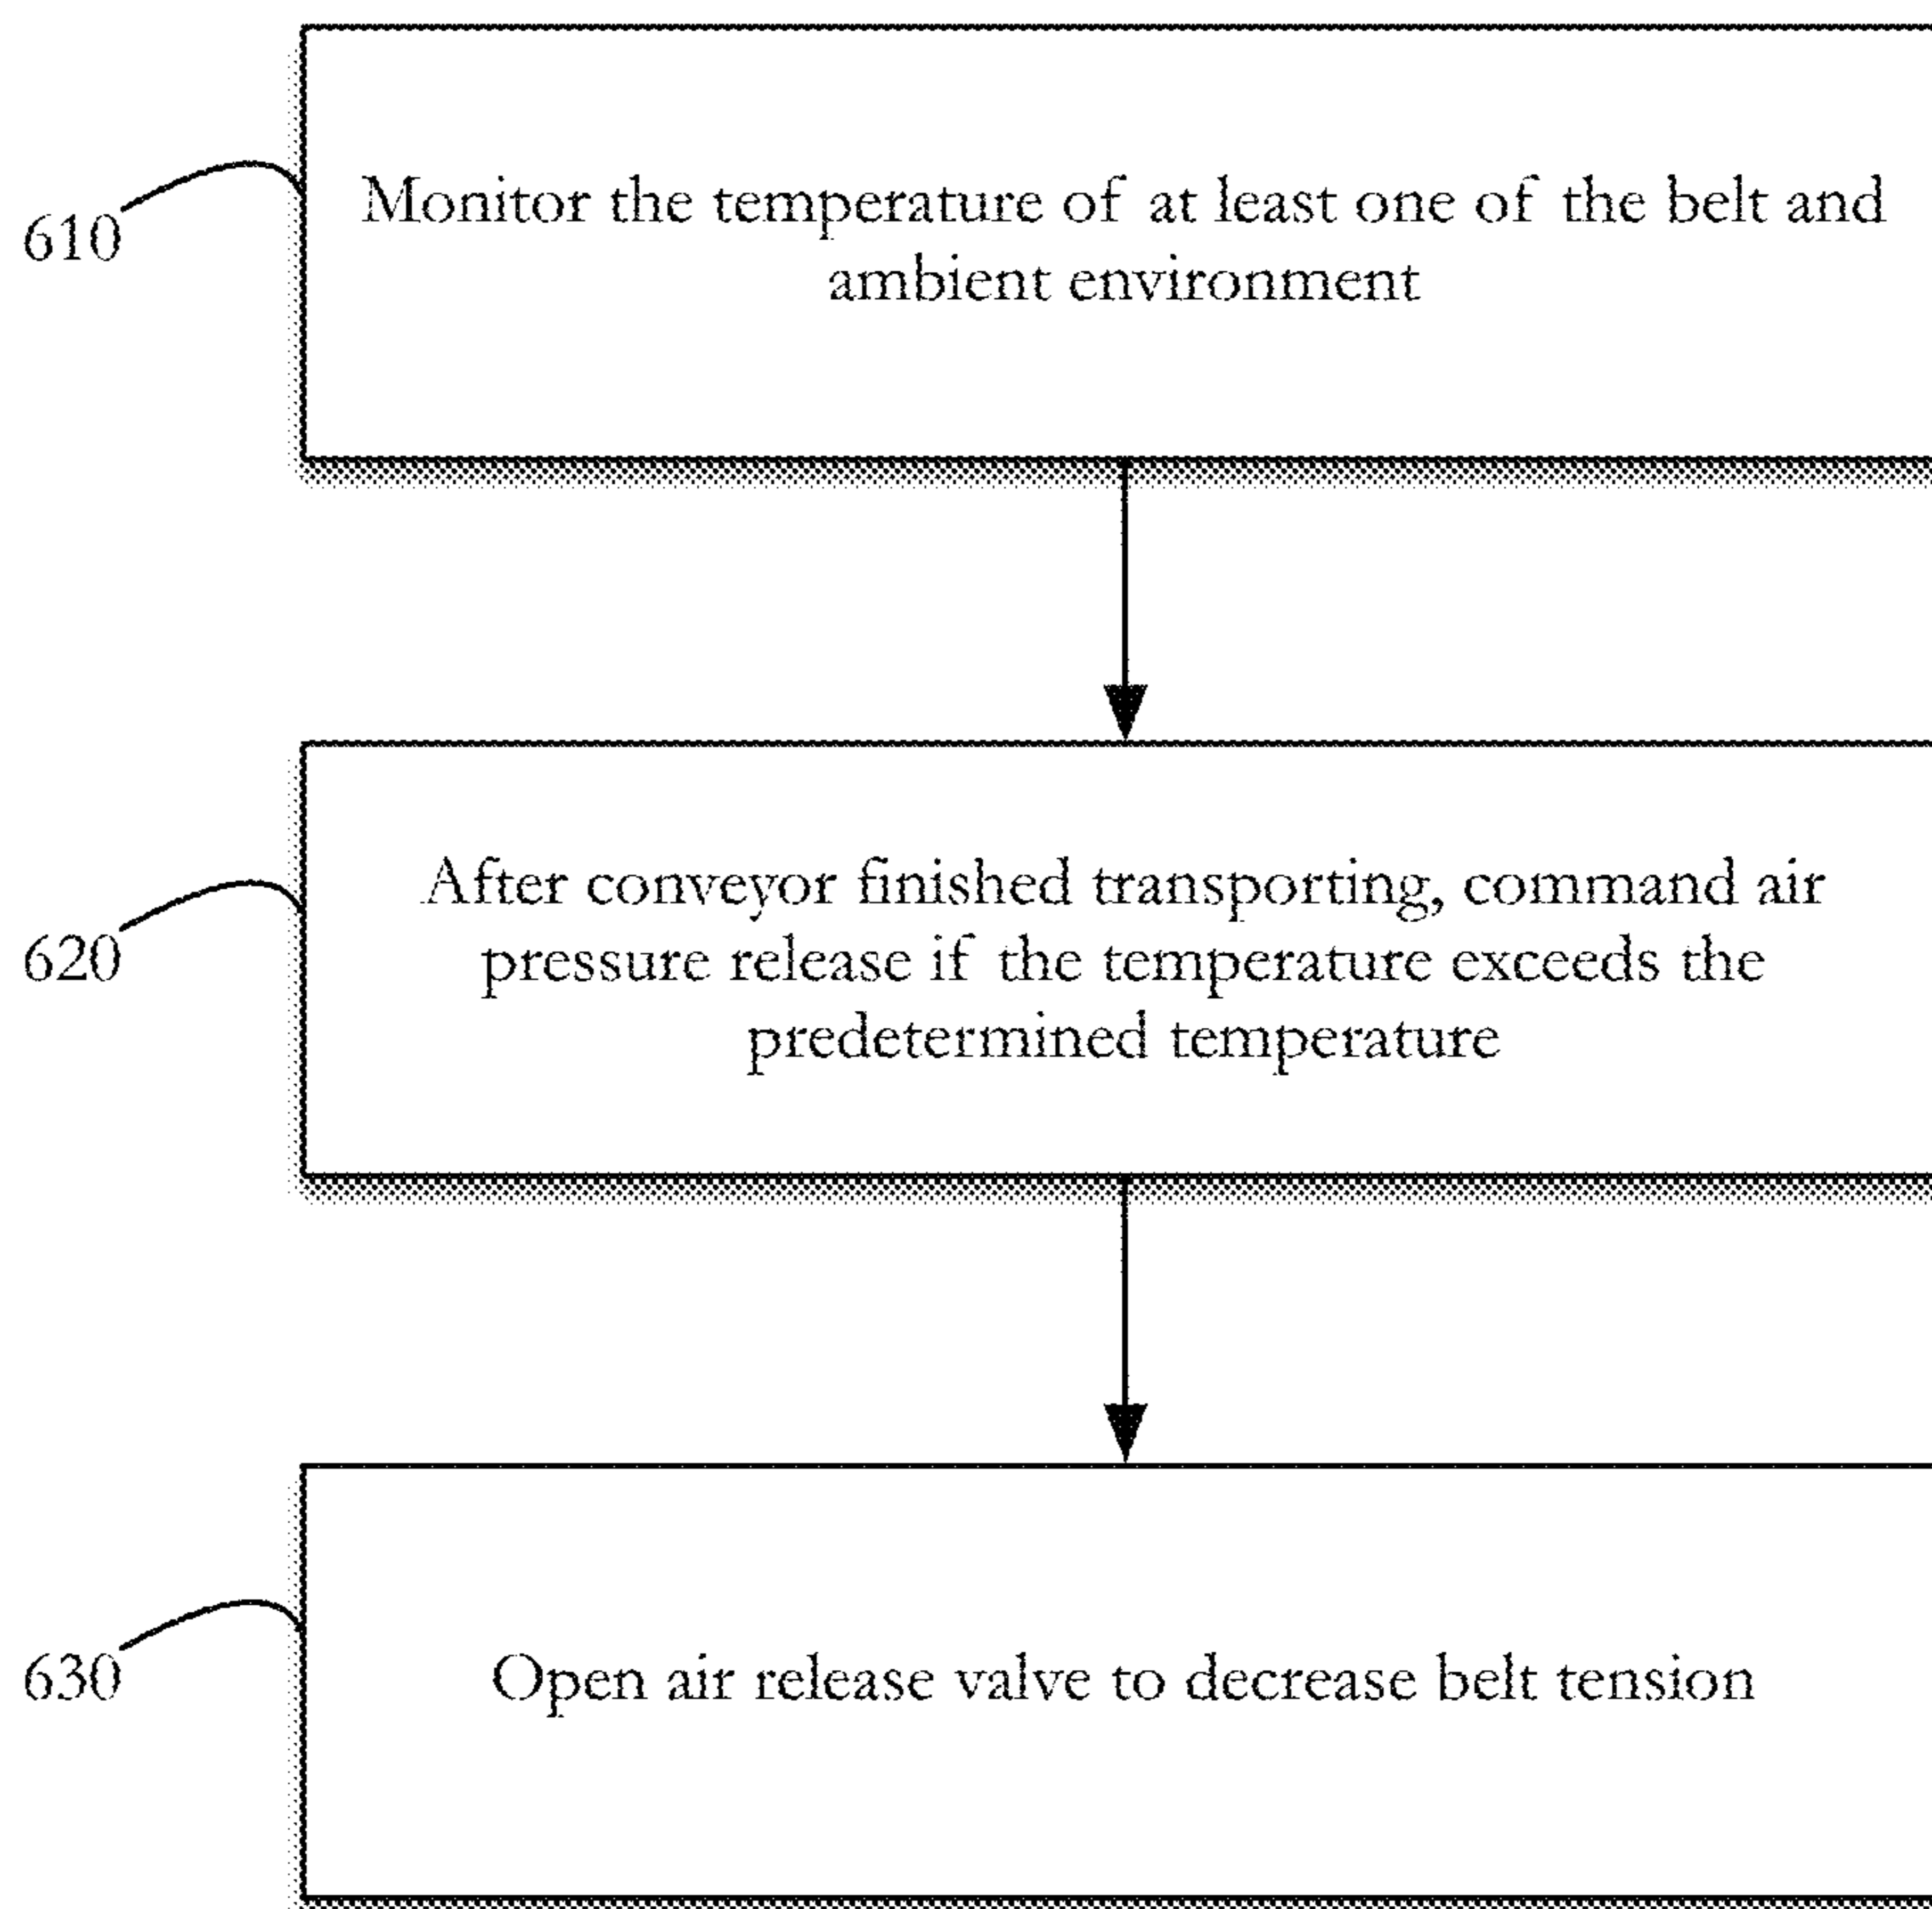 610
Monitor the temperature of at least one of the belt and
ambient environment
620
After conveyor finished transporting, command air
pressure release if the temperature exceeds the
predetermined temperature
630
Open air release valve to decrease belt tension